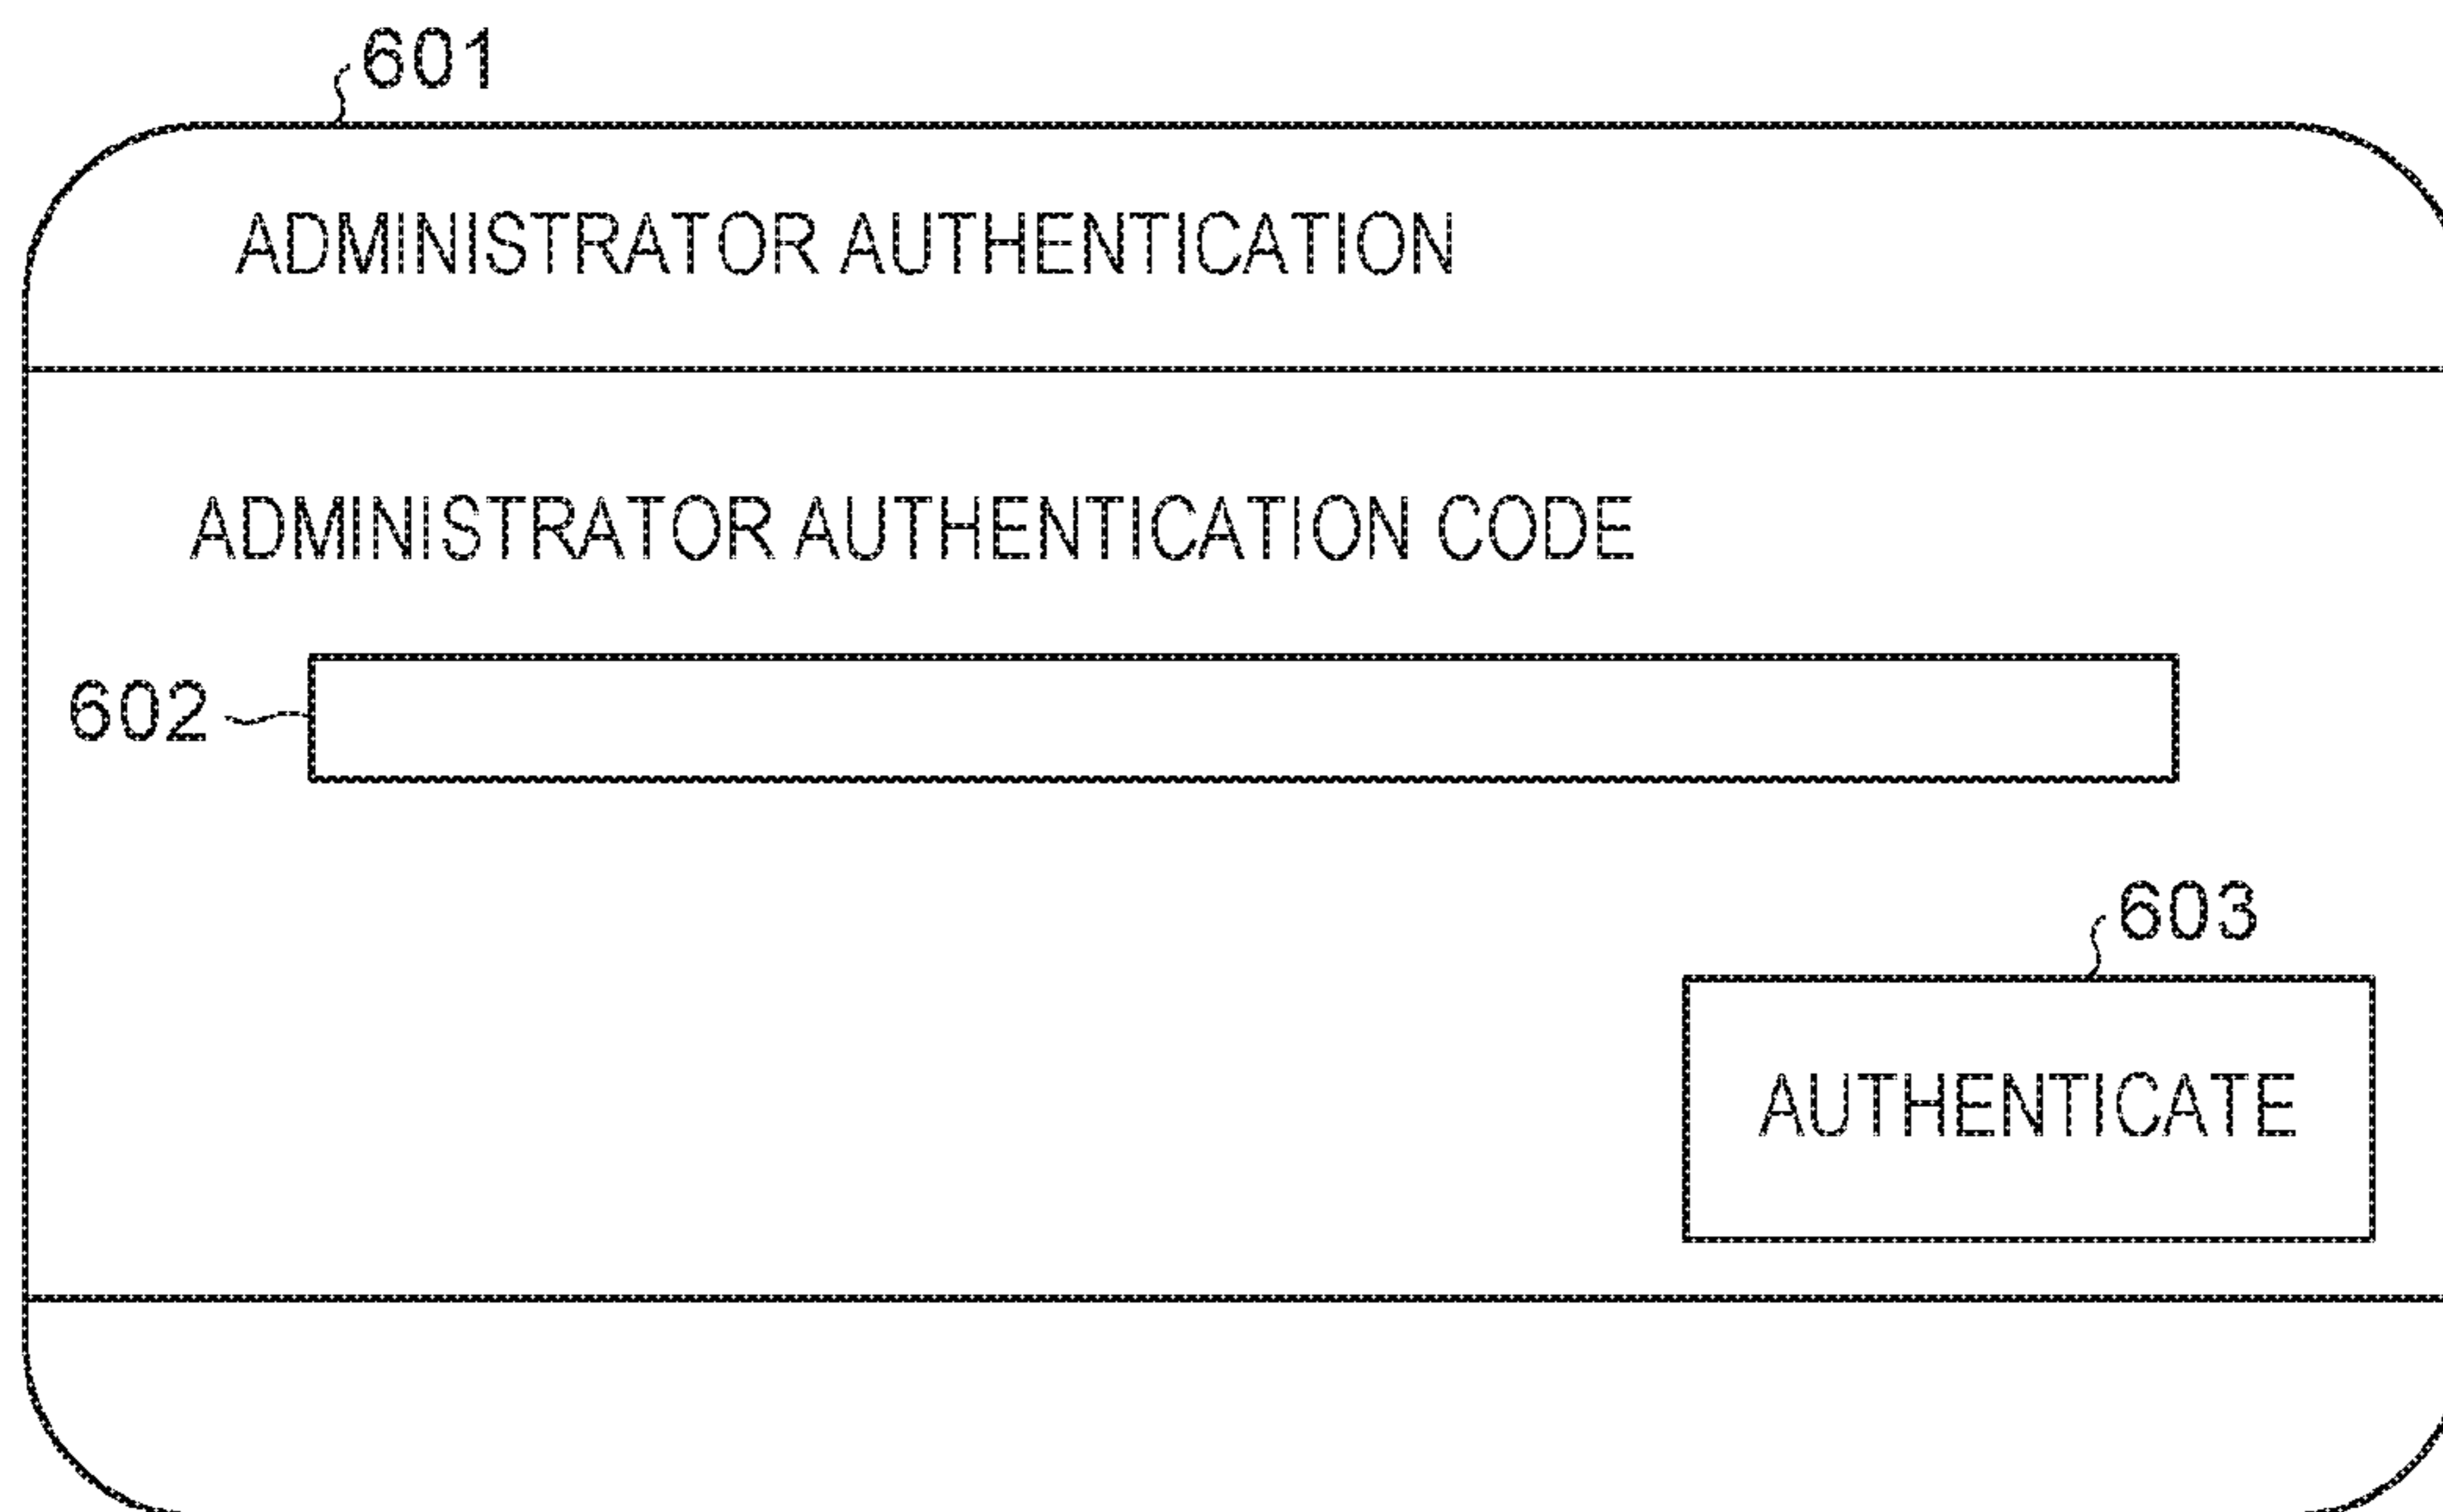 601
ADMINISTRATOR AUTHENTICATION
ADMINISTRATOR AUTHENTICATION CODE
602
603
AUTHENTICATE